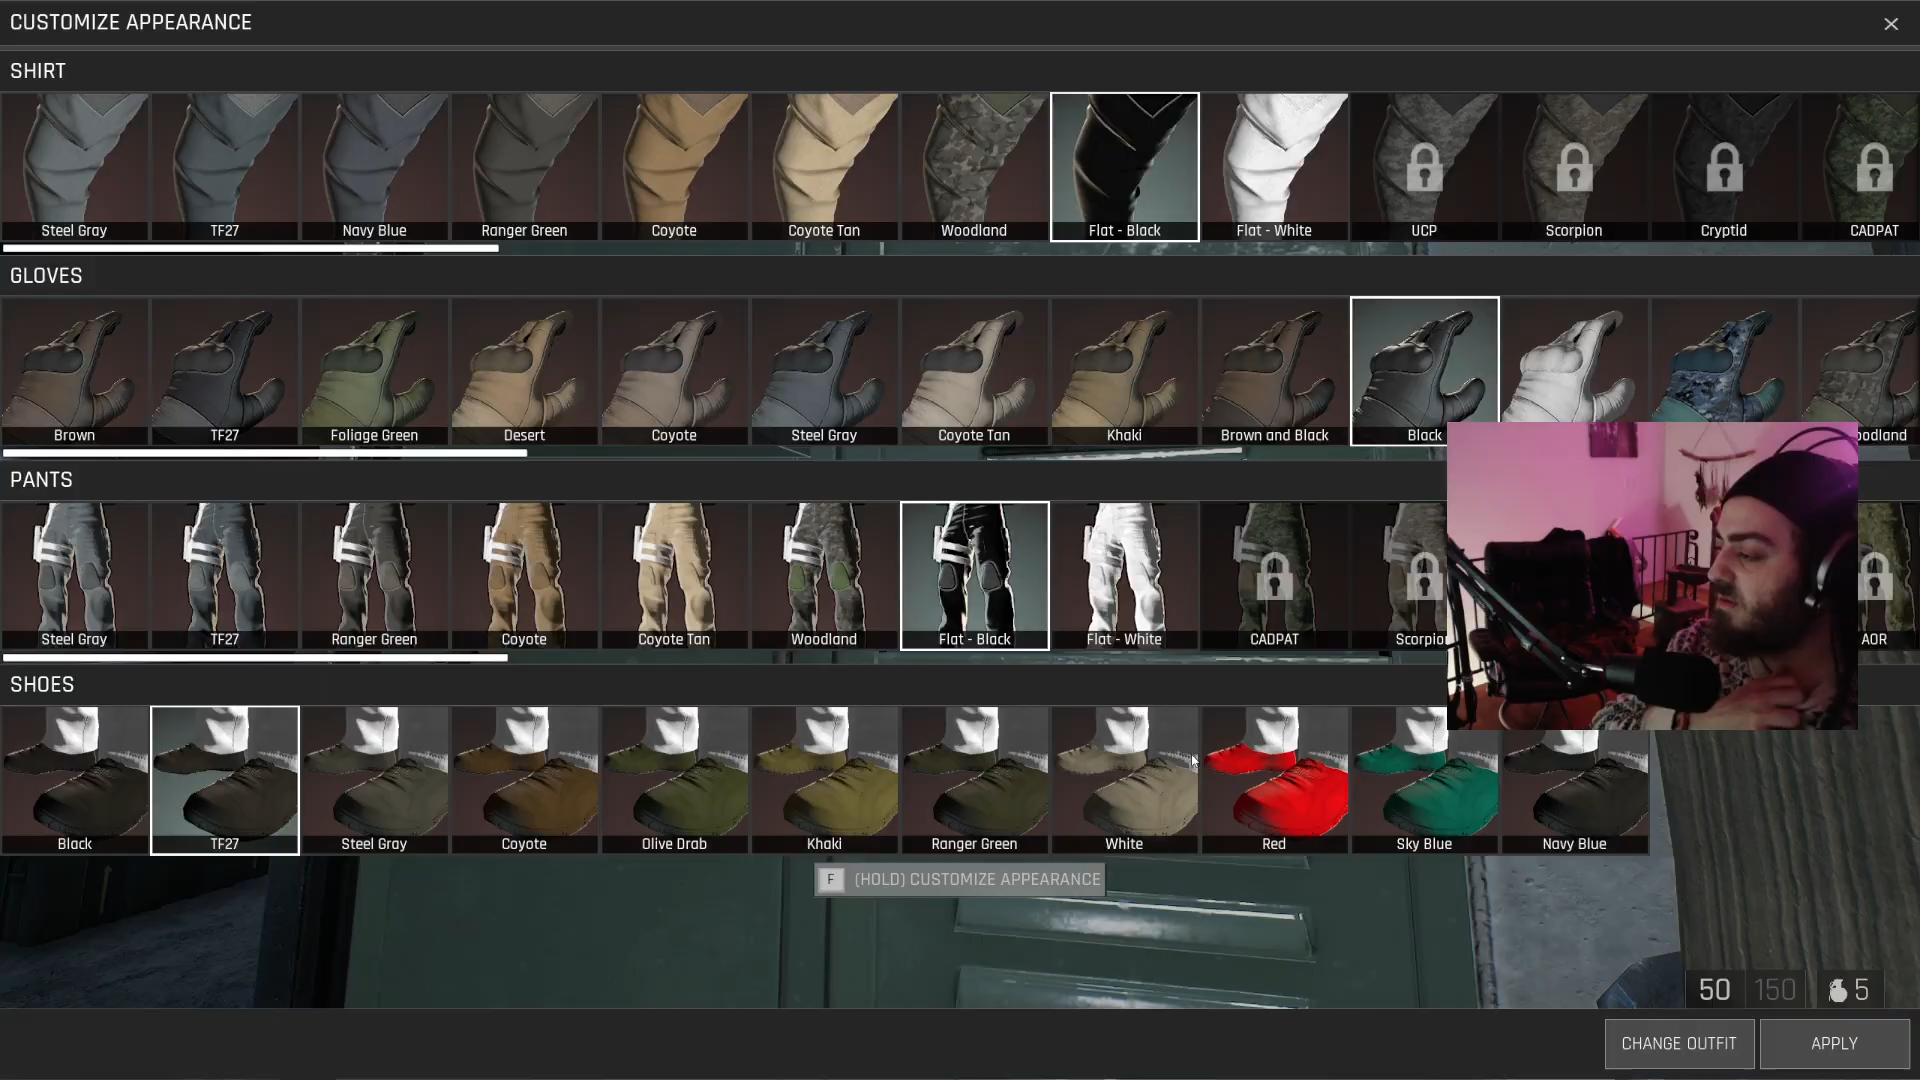 CUSTOMIZE APPEARANCE
SHIRT
Steel Gray TF27 Navy Blue Ranger Green Coyote Coyote Tan Woodland Flat - Black Flat - White UCP Scorpion Cryptid CADPAT
GLOVES
Brown TF27 Foliage Green Desert Coyote Steel Gray Coyote Tan Khaki Brown and Black Black
PANTS
Steel Gray TF27 Ranger Green Coyote Coyote Tan Woodland Flat - Black Flat - White CADPAT AOR
SHOES
Black TF27 Steel Gray Coyote Olive Drab Khaki Ranger Green White Red Sky Blue Navy Blue
F (HOLD) CUSTOMIZE APPEARANCE
50 150 5
CHANGE OUTFIT APPLY